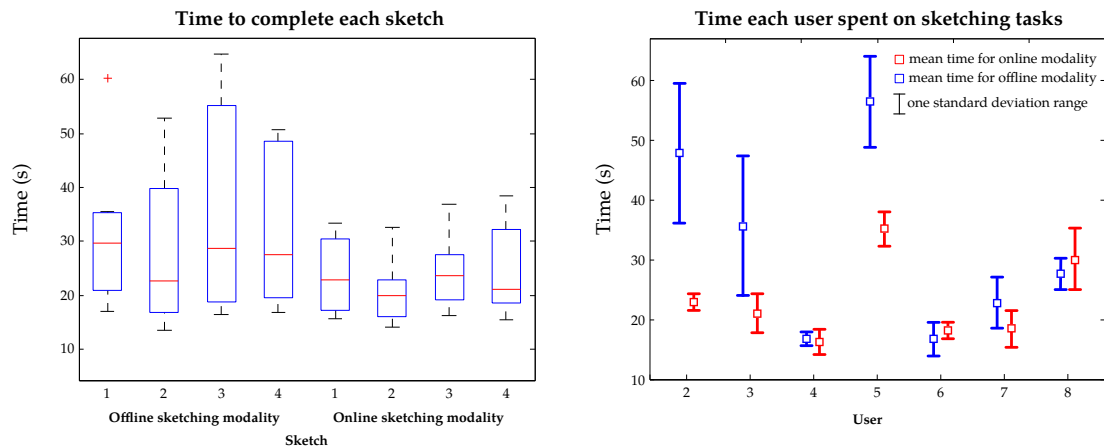 Time to complete each sketch
Time (s)
60
50
40
30
20
10
1 2 3 4 1 2 3 4
Offline sketching modality Online sketching modality
Sketch
Time each user spent on sketching tasks
mean time for online modality
mean time for offline modality
one standard deviation range
Time (s)
60
50
40
30
20
10
2 3 4 5 6 7 8
User